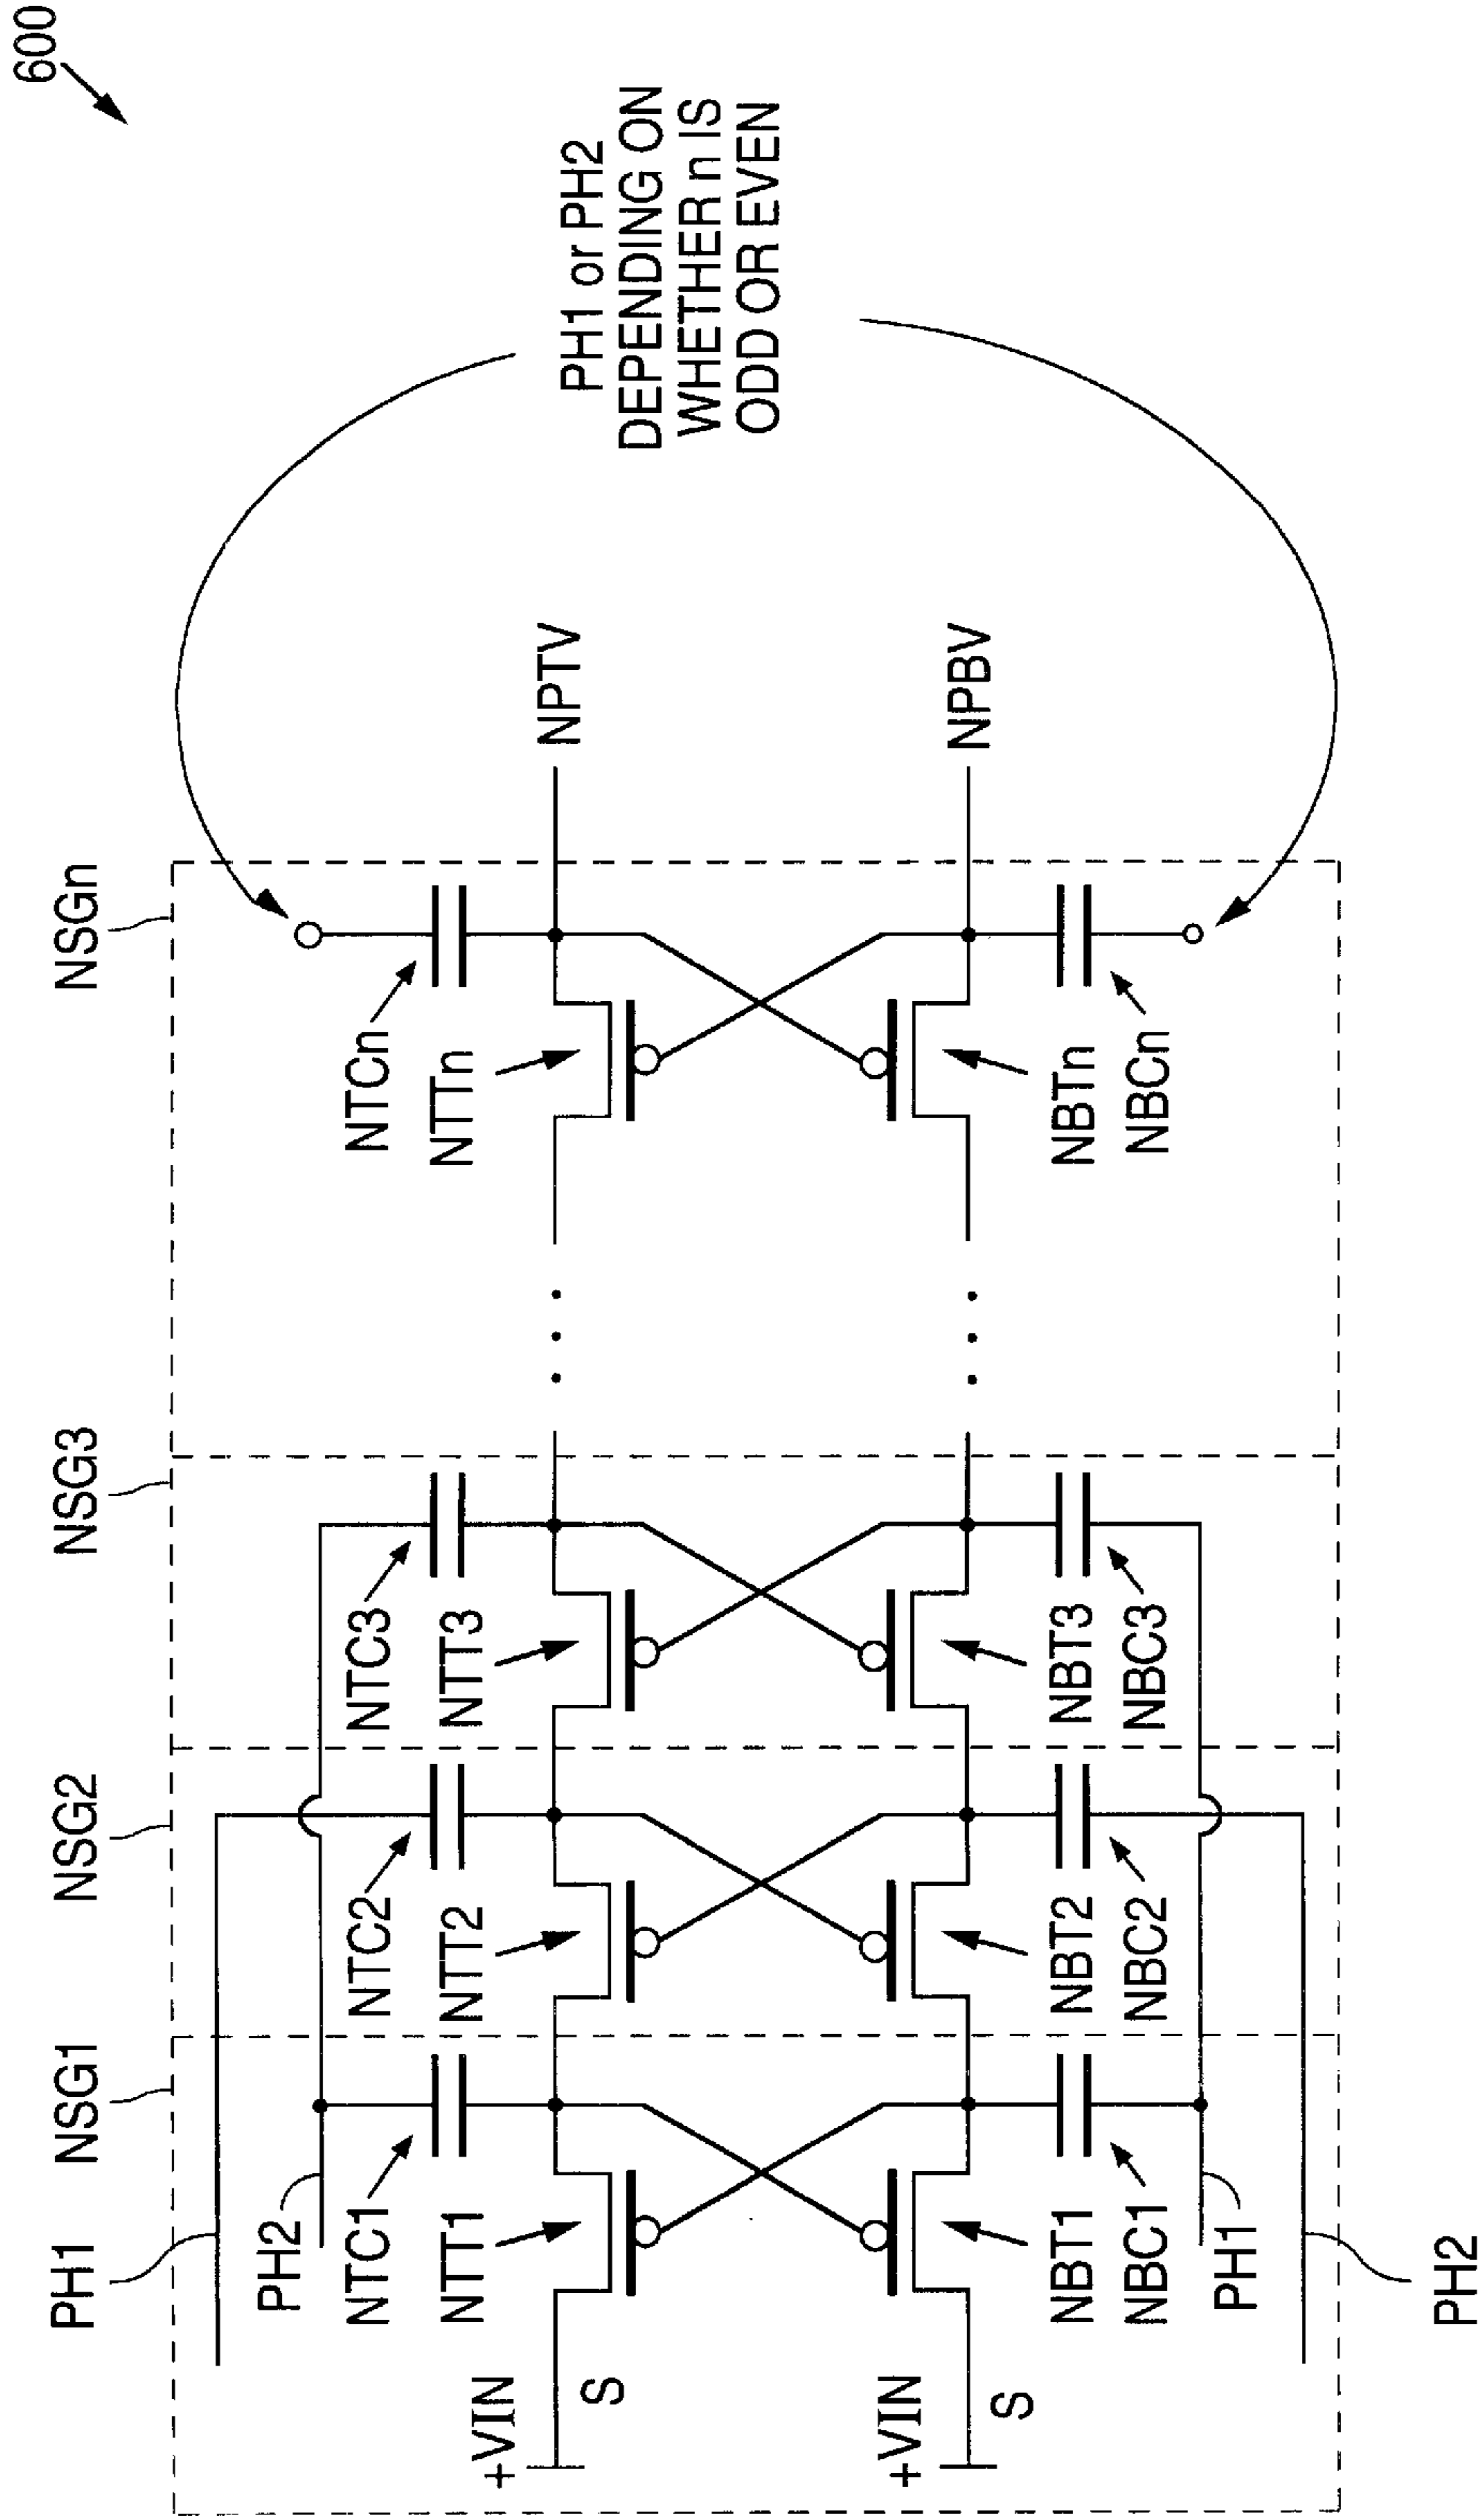 600
NSG1
NSG2
NSG3
NSGn
PH1
PH2
NTC1
NTT1
NTC2
NTT2
NTC3
NTT3
NTCn
NTTn
PH1 or PH2
DEPENDING ON
WHETHER n IS
ODD OR EVEN
+VIN
S
NPTV
+VIN
S
NPBV
NBT1
NBC1
NBT2
NBC2
NBT3
NBC3
NBTn
NBCn
PH1
PH2